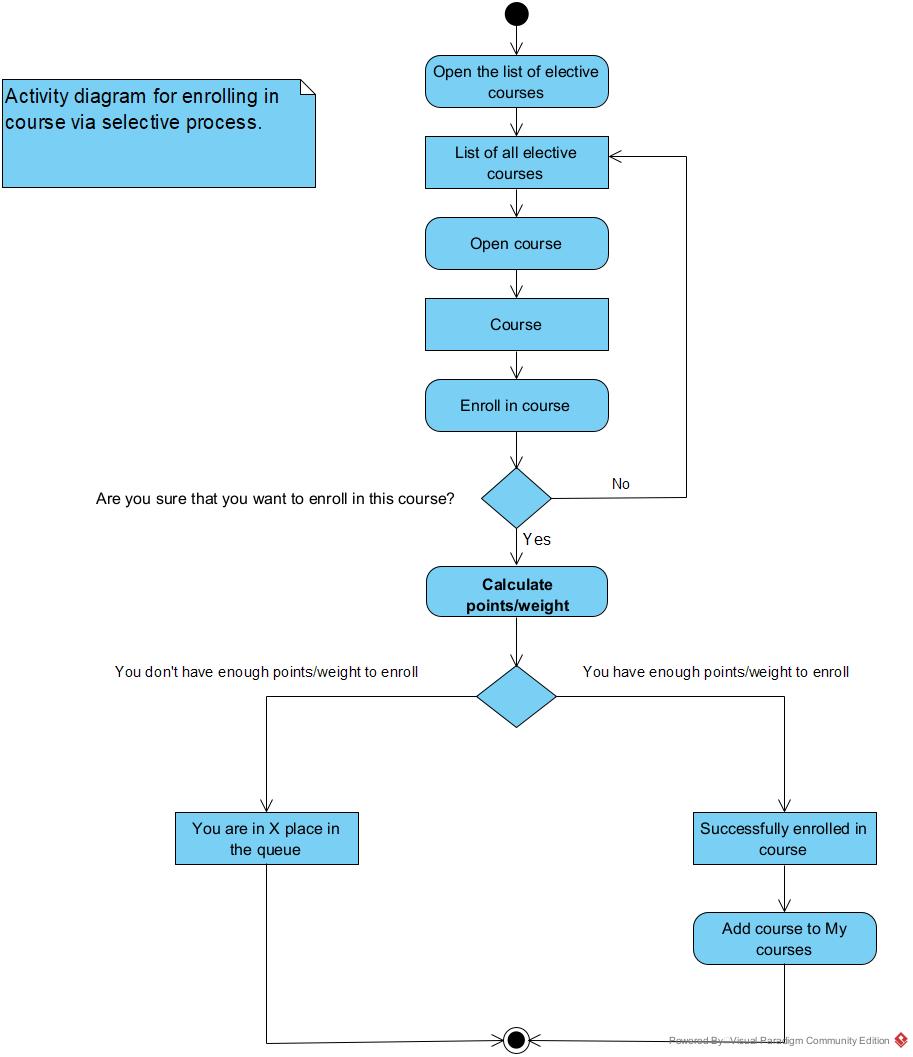 Open the list of elective
courses
Activity diagram for enrolling in
course via selective process.
List of all elective
courses
Open course
Course
Enroll in course
Are you sure that you want to enroll in this course?
No
Yes
Calculate
points/weight
You don't have enough points/weight to enroll
You have enough points/weight to enroll
You are in X place in
the queue
Successfully enrolled in
course
Add course to My
courses
Powered By: Visual Paradigm Community Edition